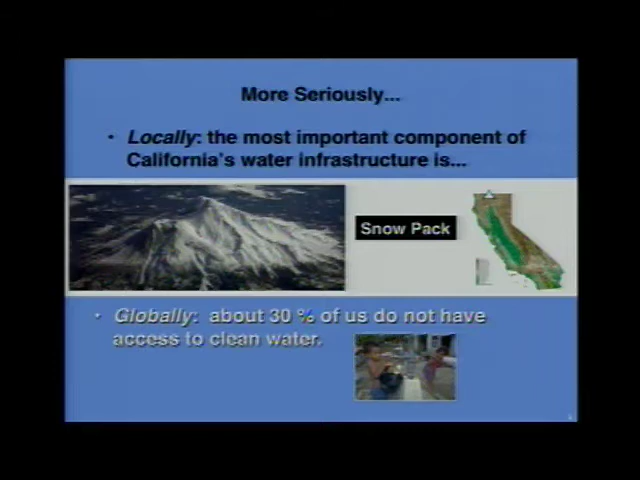 More Seriously...
• Locally: the most important component of
California's water infrastructure is...
Snow Pack
• Globally: about 30 % of us do not have
access to clean water.